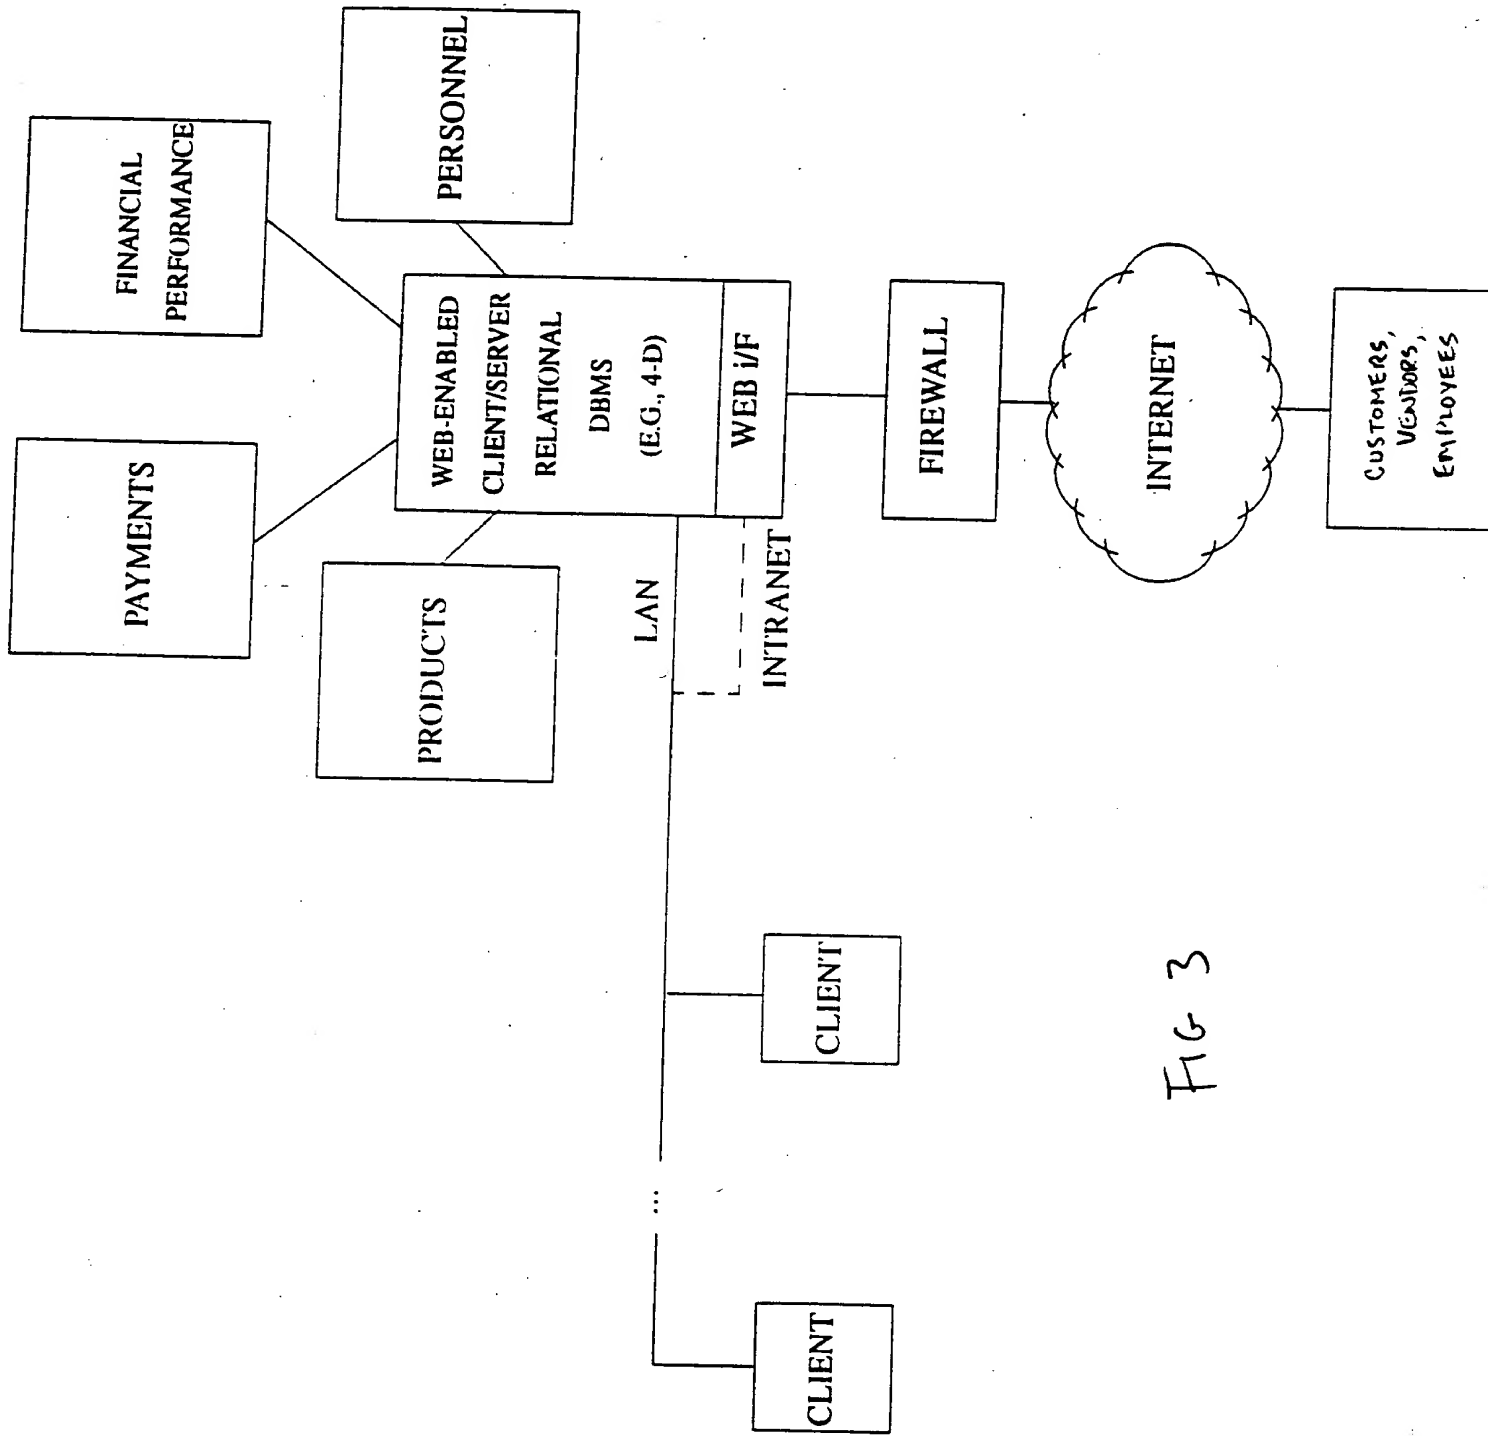 PAYMENTS
FINANCIAL
PERFORMANCE
PRODUCTS
PERSONNEL
WEB-ENABLED
CLIENT/SERVER
RELATIONAL
DBMS
(E.G., 4-D)
WEB i/F
LAN
INTRANET
...
CLIENT
CLIENT
FIREWALL
INTERNET
CUSTOMERS,
VENDORS,
EMPLOYEES
FIG 3